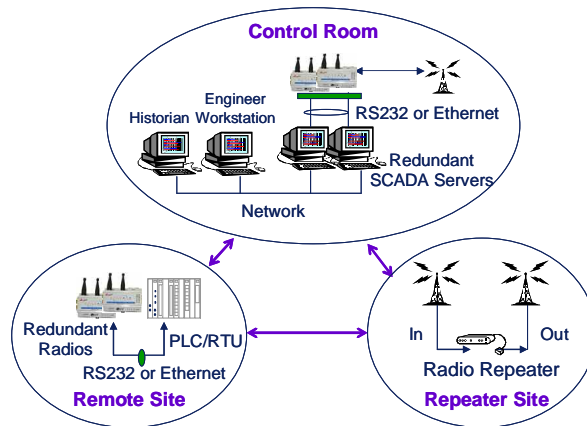 Control Room
RS232 or Ethernet
Engineer
Workstation
Historian
Redundant
SCADA Servers
Network
Redundant
Radios
PLC/RTU
RS232 or Ethernet
Remote Site
In
Out
Radio Repeater
Repeater Site